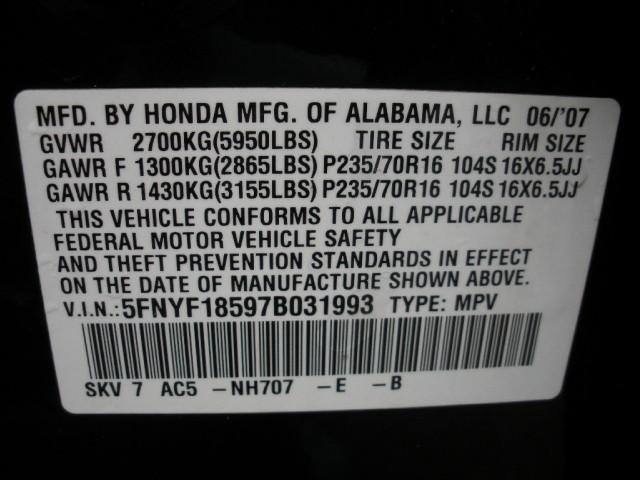 MFD. BY HONDA MFG. OF ALABAMA, LLC 06/'07
GVWR 2700KG(5950LBS) TIRE SIZE RIM SIZE
GAWR F 1300KG(2865LBS) P235/70R16 104S 16X6.5JJ
GAWR R 1430KG(3155LBS) P235/70R16 104S 16X6.5JJ
THIS VEHICLE CONFORMS TO ALL APPLICABLE
FEDERAL MOTOR VEHICLE SAFETY
AND THEFT PREVENTION STANDARDS IN EFFECT
ON THE DATE OF MANUFACTURE SHOWN ABOVE.
V.I.N.: 5FNYF18597B031993 TYPE: MPV
SKV 7 AC5 –NH707 –E –B